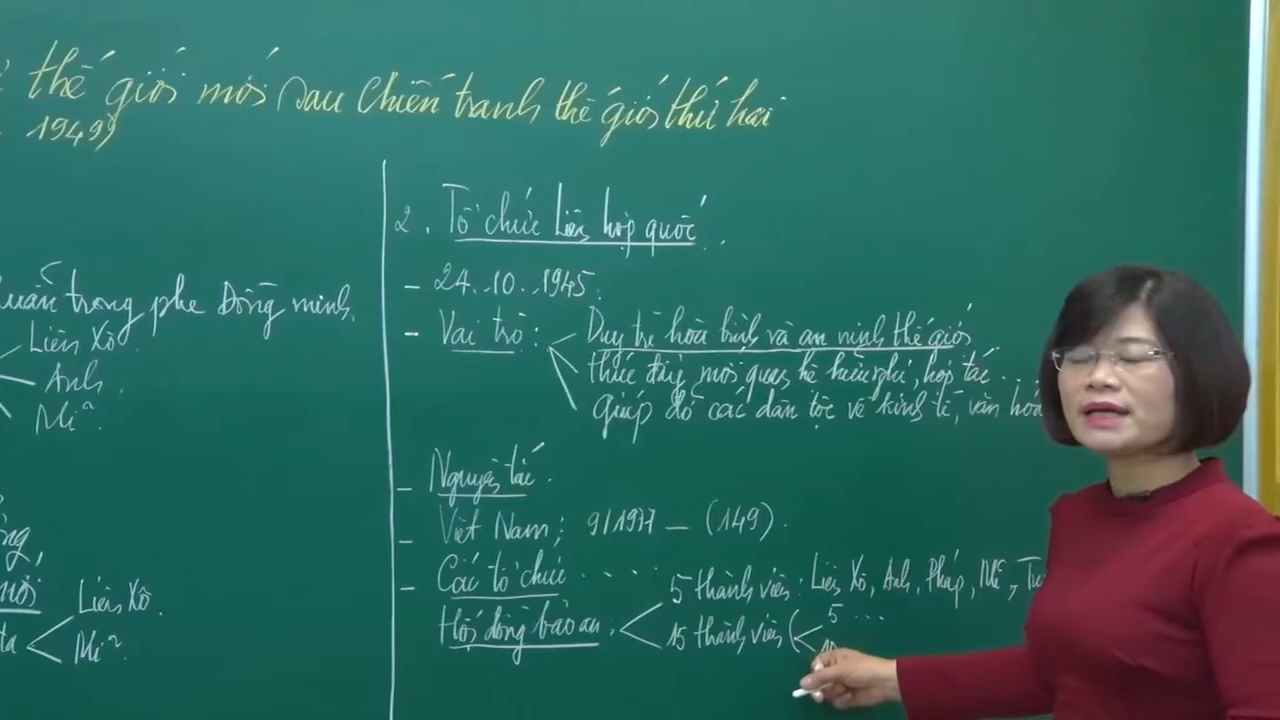 thế giới mới sau Chiến tranh thế giới thứ hai
1949)
quan trong phe Đồng minh.
Liên Xô.
Anh.
Mĩ.
mới
Liên Xô.
ta
Mĩ.
2. Tổ chức Liên hợp quốc..
- 24.10.1945.
- Vai trò:
Duy trì hòa bình và an ninh thế giới.
thúc đẩy mối quan hệ hữu nghị, hợp tác...
giúp đỡ các dân tộc về kinh tế, văn hóa
- Nguyên tắc.
- Việt Nam: 9/1977 - (149).
- Các tổ chức.....
Hội đồng bảo an.
5 thành viên: Liên Xô, Anh, Pháp, Mĩ,
15 thành viên (
5 ...
10